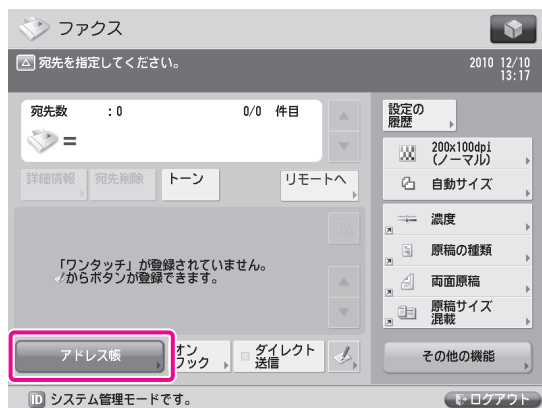 ファクス
宛先を指定してください。
2010 12/10
13:17
宛先数 :0 0/0 件目
=
詳細情報 宛先削除 トーン リモートへ
「ワンタッチ」が登録されていません。
からボタンが登録できます。
アドレス帳
オン
フック
ダイレクト
送信
設定の
履歴
200x100dpi
(ノーマル)
自動サイズ
濃度
原稿の種類
両面原稿
原稿サイズ
混載
その他の機能
ID システム管理モードです。
ログアウト